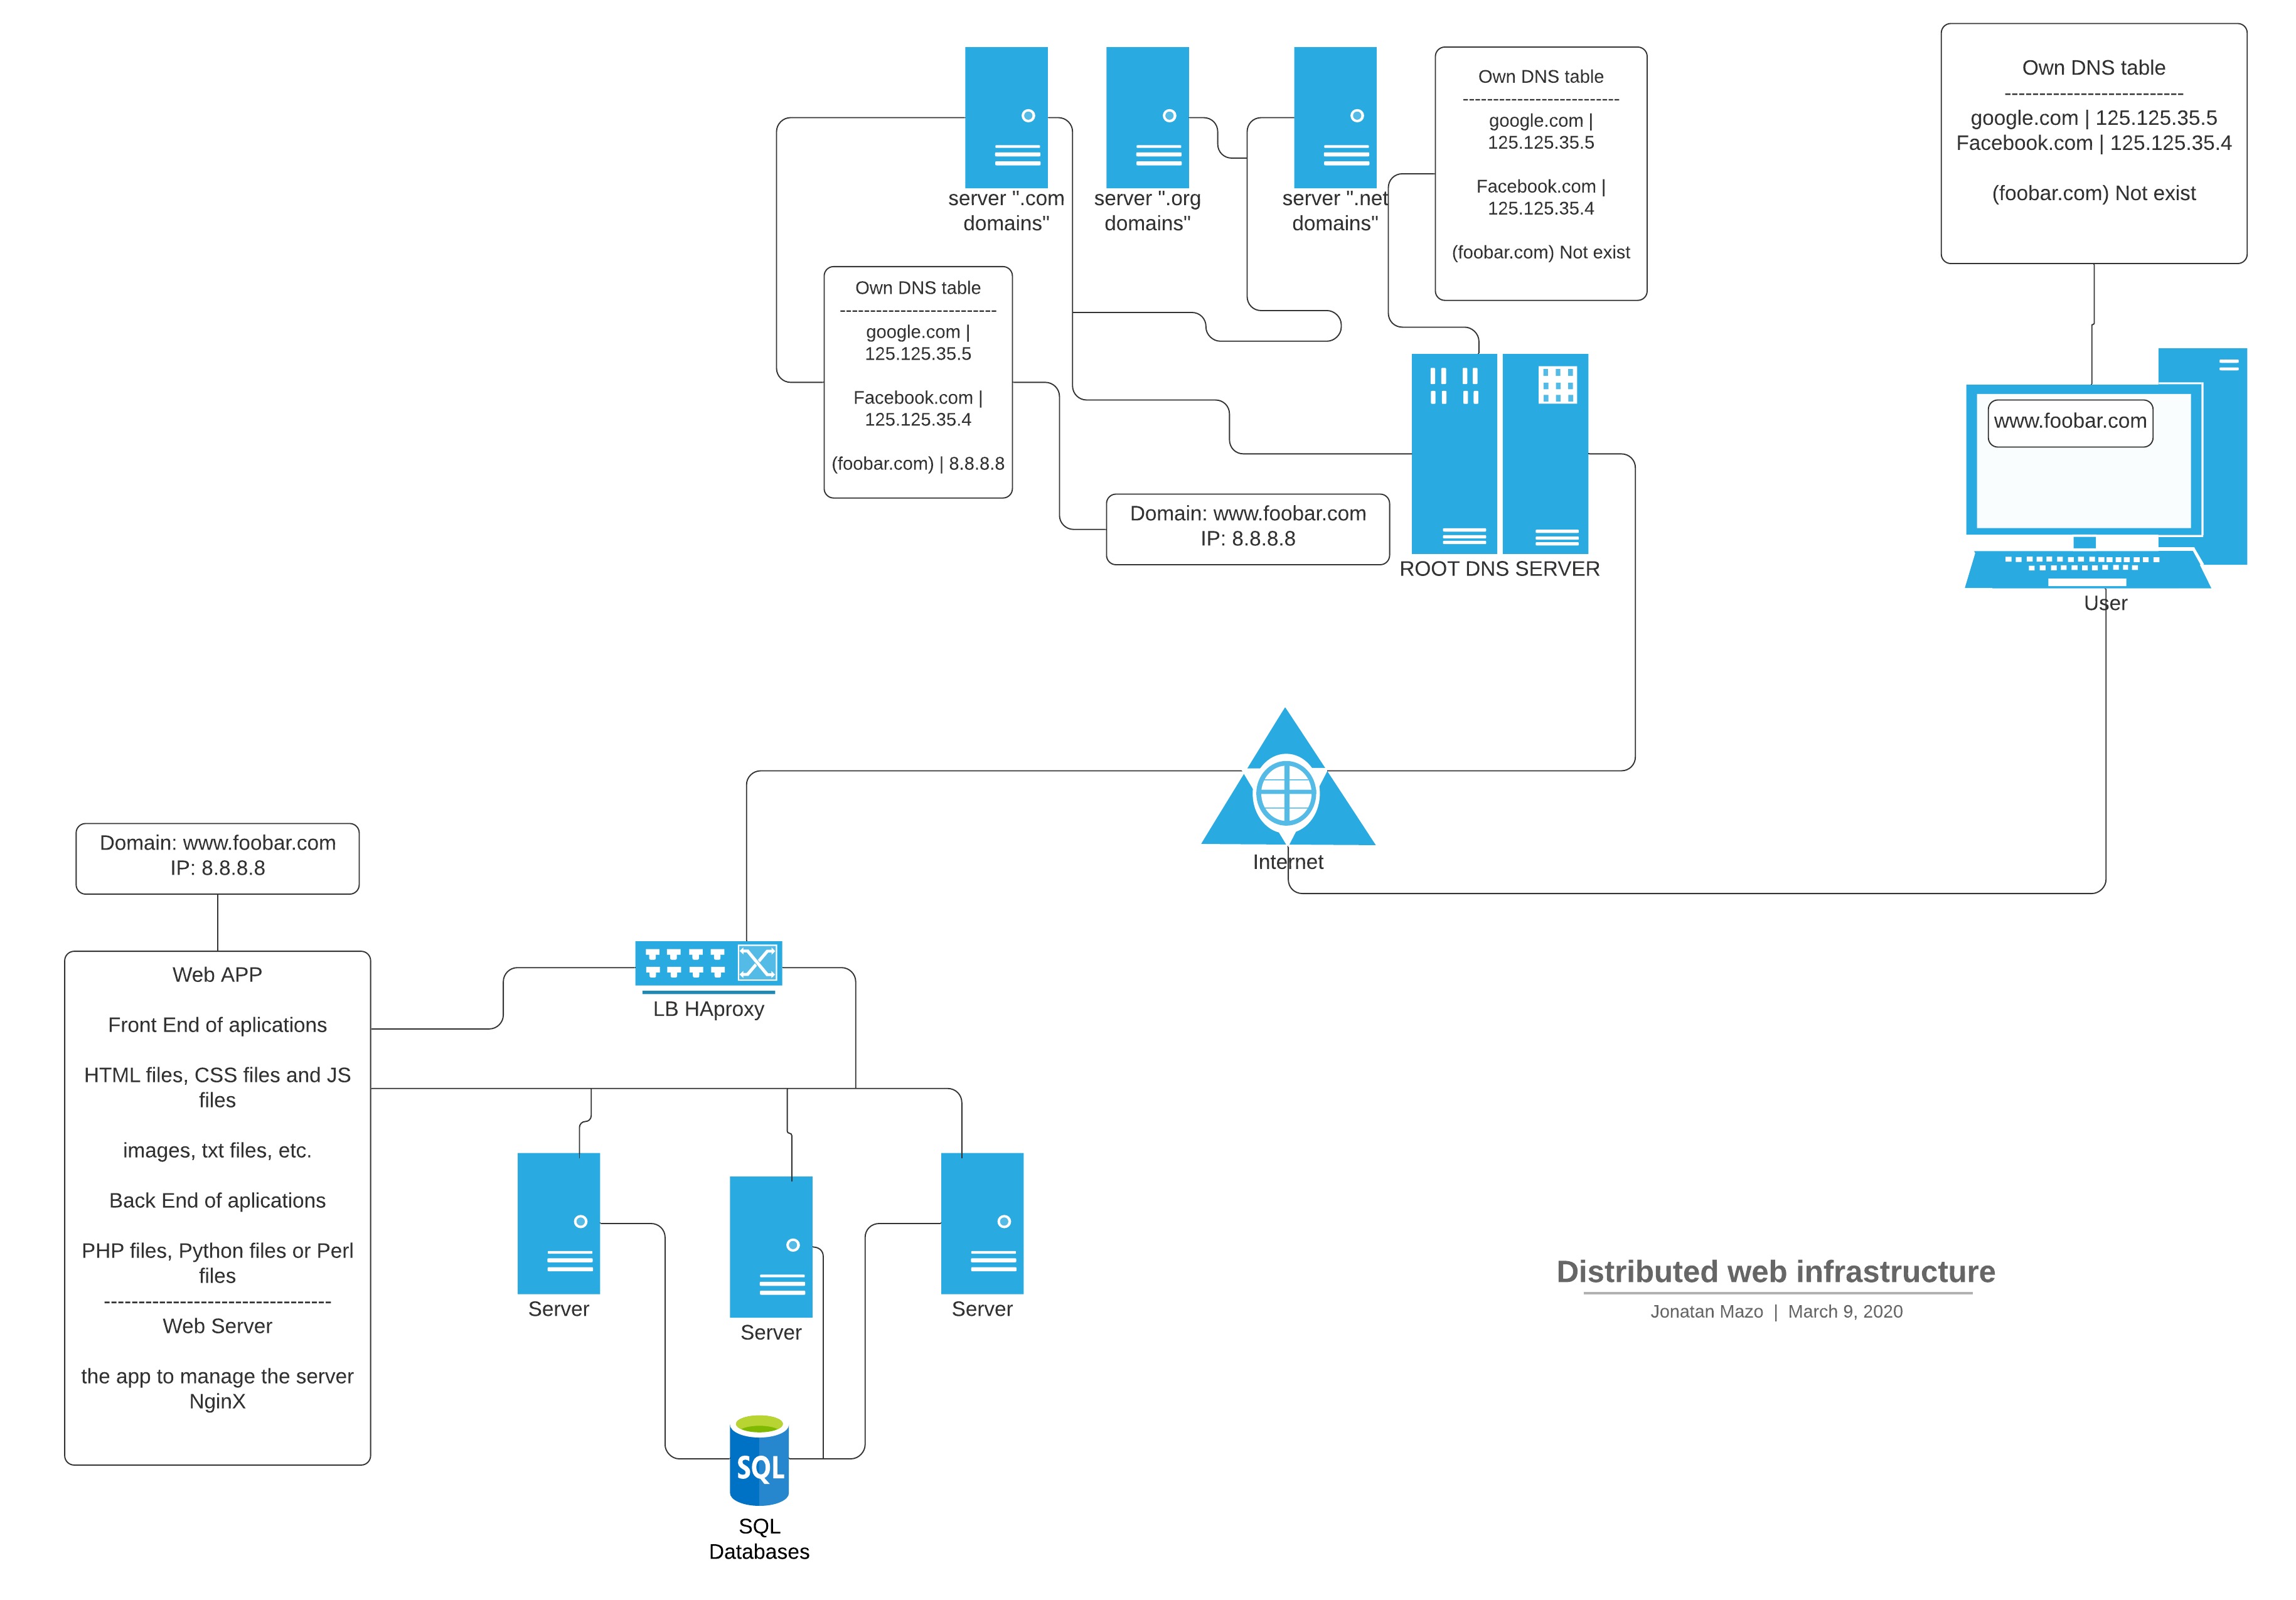 Own DNS table
--------------------------
google.com |
125.125.35.5
Facebook.com |
125.125.35.4
(foobar.com) Not exist
Own DNS table
--------------------------
google.com | 125.125.35.5
Facebook.com | 125.125.35.4
(foobar.com) Not exist
server ".com
domains"
server ".org
domains"
server ".net
domains"
Own DNS table
--------------------------
google.com |
125.125.35.5
Facebook.com |
125.125.35.4
(foobar.com) | 8.8.8.8
www.foobar.com
Domain: www.foobar.com
IP: 8.8.8.8
ROOT DNS SERVER
User
Internet
Domain: www.foobar.com
IP: 8.8.8.8
Web APP
Front End of aplications
HTML files, CSS files and JS
files
images, txt files, etc.
Back End of aplications
PHP files, Python files or Perl
files
---------------------------------
Web Server
the app to manage the server
NginX
LB HAproxy
Server
Server
Server
SQL
SQL
Databases
Distributed web infrastructure
Jonatan Mazo | March 9, 2020